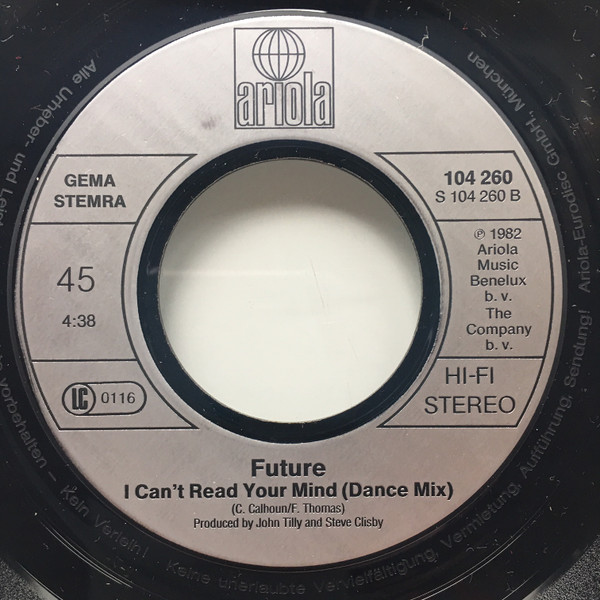 ariola
GEMA
STEMRA
45
4:38
LC 0116
104 260
S 104 260 B
℗ 1982
Ariola
Music
Benelux
b. v.
The
Company
b. v.
HI-FI
STEREO
Future
I Can't Read Your Mind (Dance Mix)
(C. Calhoun/F. Thomas)
Produced by John Tilly and Steve Clisby
Alle Urheber- und
vorbehalten – Kein Verleih! Keine unerlaubte Vervielfältigung, Vermietung, Aufführung, Sendung! Ariola-Eurodisc GmbH, München